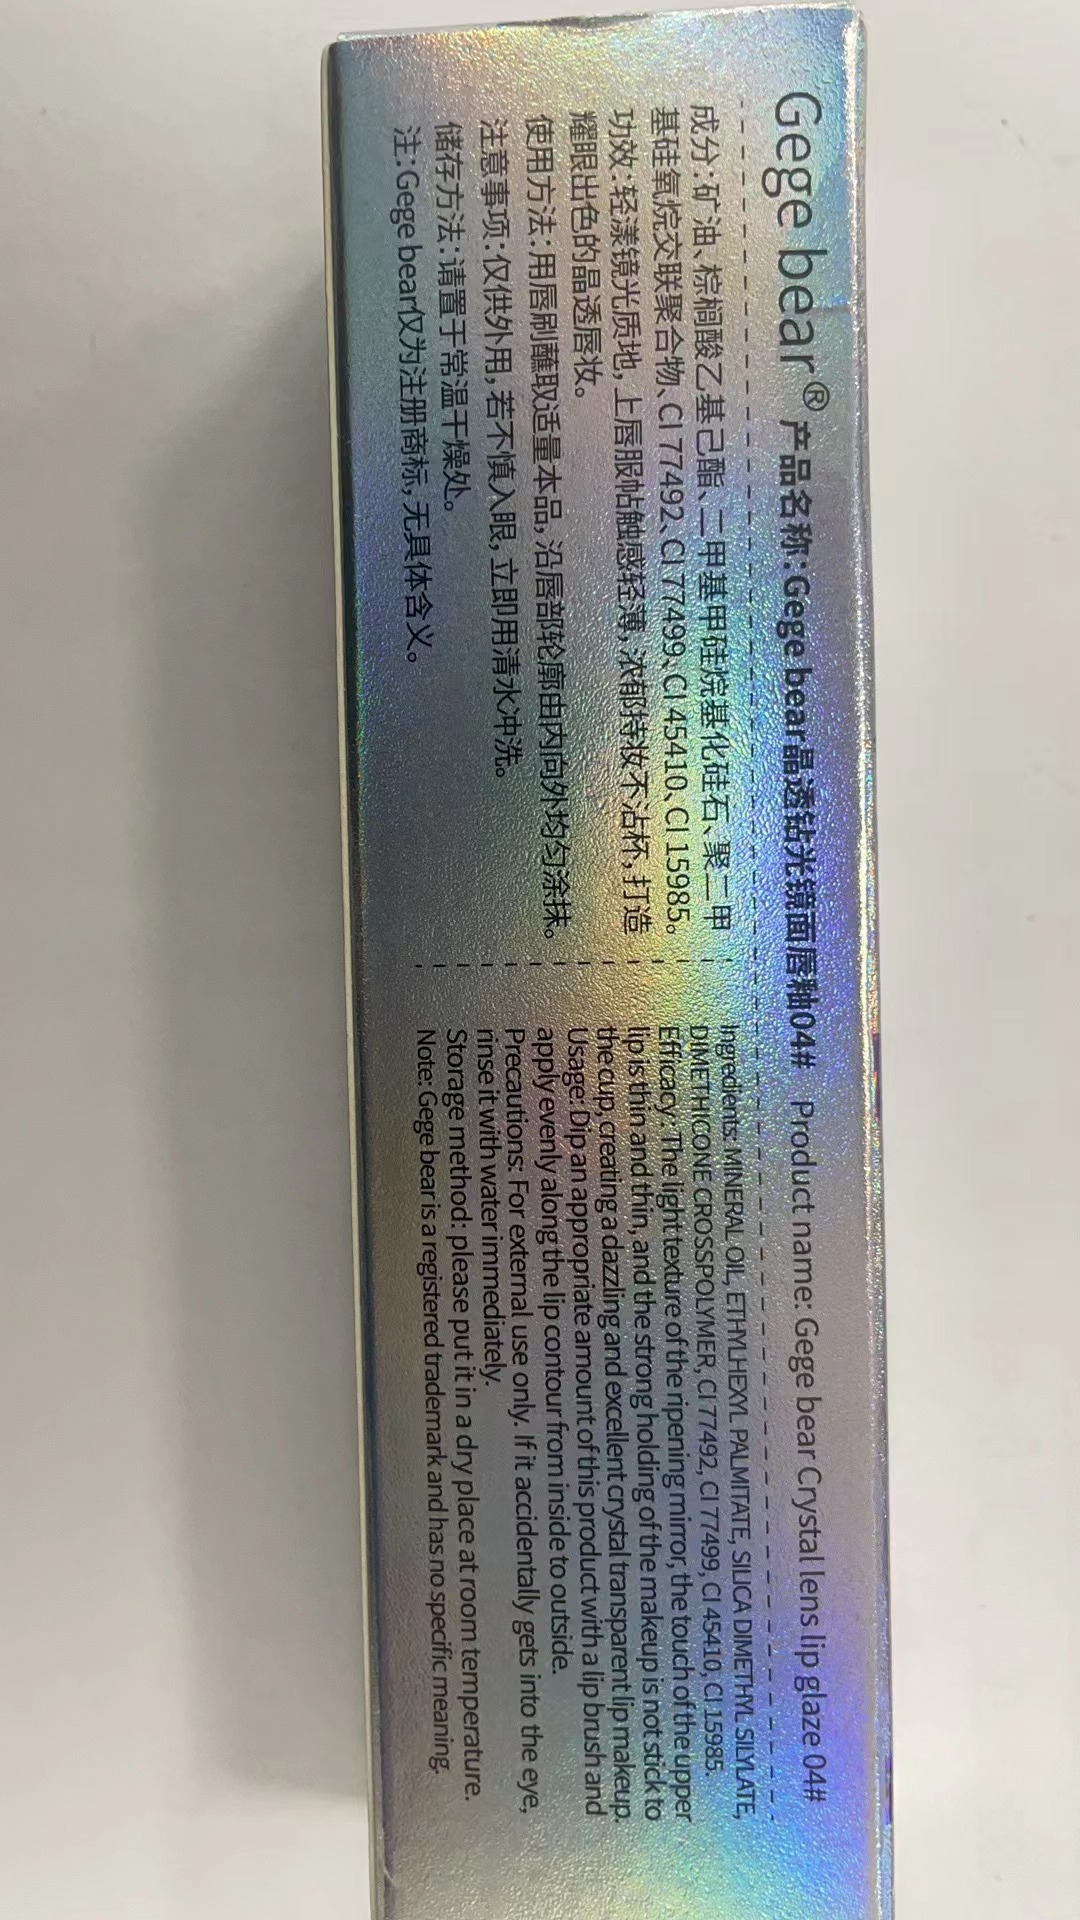 Gege bear® 产品名称:Gege bear晶透钻光镜面唇釉04# Product name: Gege bear Crystal lens lip glaze 04#
成分:矿油、棕榈酸乙基己酯、二甲基甲硅烷基化硅石、聚二甲
基硅氧烷交联聚合物、CI 77492、CI 77499、CI 45410、CI 15985。
功效:轻漾镜光质地,上唇服帖触感轻薄,浓郁持妆不沾杯,打造
耀眼出色的晶透唇妆。
使用方法:用唇刷蘸取适量本品,沿唇部轮廓由内向外均匀涂抹。
注意事项:仅供外用,若不慎入眼,立即用清水冲洗。
储存方法:请置于常温干燥处。
注:Gege bear仅为注册商标,无具体含义。
Ingredients: MINERAL OIL, ETHYLHEXYL PALMITATE, SILICA DIMETHYL SILYLATE,
DIMETHICONE CROSSPOLYMER, CI 77492, CI 77499, CI 45410, CI 15985.
Efficacy: The light texture of the ripening mirror, the touch of the upper
lip is thin and thin, and the strong holding of the makeup is not stick to
the cup, creating a dazzling and excellent crystal transparent lip makeup.
Usage: Dip an appropriate amount of this product with a lip brush and
apply evenly along the lip contour from inside to outside.
Precautions: For external use only. If it accidentally gets into the eye,
rinse it with water immediately.
Storage method: please put it in a dry place at room temperature.
Note: Gege bear is a registered trademark and has no specific meaning.